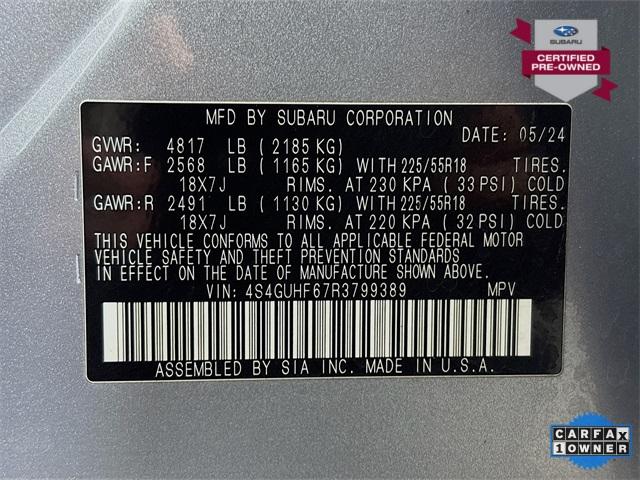 SUBARU
CERTIFIED
PRE-OWNED
MFD BY SUBARU CORPORATION
GVWR: 4817 LB (2185 KG) DATE: 05/24
GAWR:F 2568 LB (1165 KG) WITH 225/55R18 TIRES.
18X7J RIMS. AT 230 KPA (33 PSI) COLD
GAWR:R 2491 LB (1130 KG) WITH 225/55R18 TIRES.
18X7J RIMS. AT 220 KPA (32 PSI) COLD
THIS VEHICLE CONFORMS TO ALL APPLICABLE FEDERAL MOTOR
VEHICLE SAFETY AND THEFT PREVENTION STANDARDS
IN EFFECT ON THE DATE OF MANUFACTURE SHOWN ABOVE.
VIN: 4S4GUHF67R3799389 MPV
ASSEMBLED BY SIA INC. MADE IN U.S.A.
CARFAX
1 OWNER